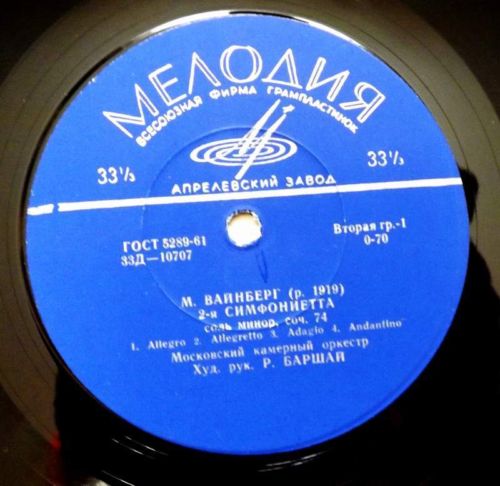 МЕЛОДИЯ
ВСЕСОЮЗНАЯ ФИРМА ГРАМПЛАСТИНОК
33⅓ 33⅓
АПРЕЛЕВСКИЙ ЗАВОД
ГОСТ 5289-61
33Д—10707
Вторая гр.-1
0-70
М. ВАЙНБЕРГ (р. 1919)
2-я СИМФОНИЕТТА
соль минор, соч. 74
1. Allegro 2. Allegretto 3. Adagio 4. Andantino
Московский камерный оркестр
Худ. рук. Р. БАРШАЙ